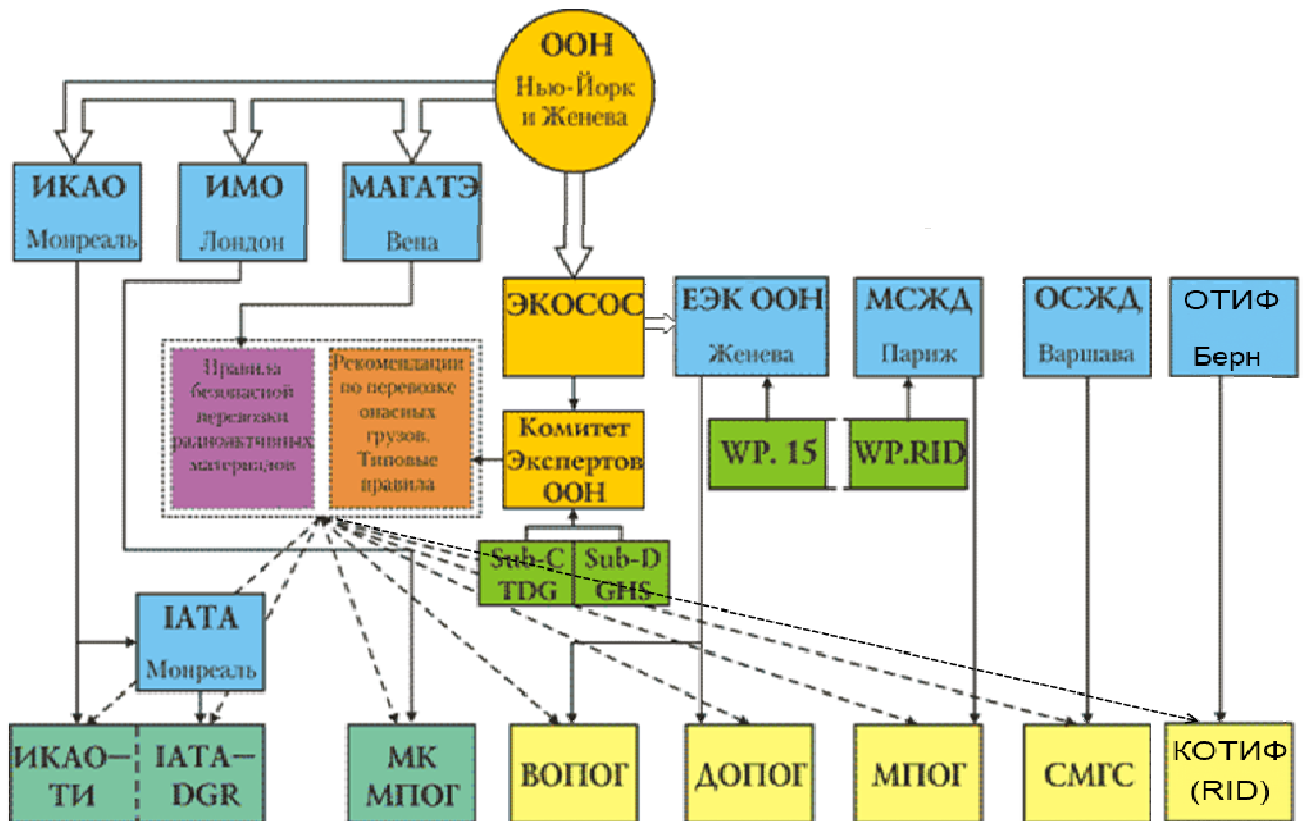 ООН
Нью-Йорк
и Женева
ИКАО
Монреаль
ИМО
Лондон
МАГАТЭ
Вена
ЭКОСОС
ЕЭК ООН
Женева
МСЖД
Париж
ОСЖД
Варшава
ОТИФ
Берн
Правила
безопасной
перевозки
радиоактивных
материалов
Рекомендации
по перевозке
опасных
грузов.
Типовые
правила
Комитет
Экспертов
ООН
WP. 15
WP.RID
Sub-C
TDG
Sub-D
GHS
IATA
Монреаль
ИКАО—
ТИ
IATA—
DGR
МК
МПОГ
ВОПОГ
ДОПОГ
МПОГ
СМГС
КОТИФ
(RID)